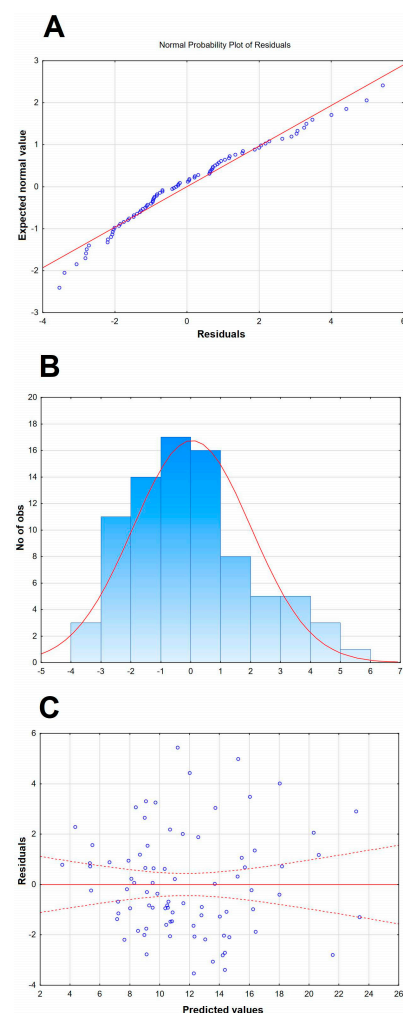 A
Normal Probability Plot of Residuals
3
2
1
0
-1
-2
-3
Expected normal value
-4 -2 0 2 4 6
Residuals
B
20
18
16
14
12
10
8
6
4
2
0
No of obs
-5 -4 -3 -2 -1 0 1 2 3 4 5 6 7
C
6
4
2
0
-2
-4
Residuals
2 4 6 8 10 12 14 16 18 20 22 24 26
Predicted values